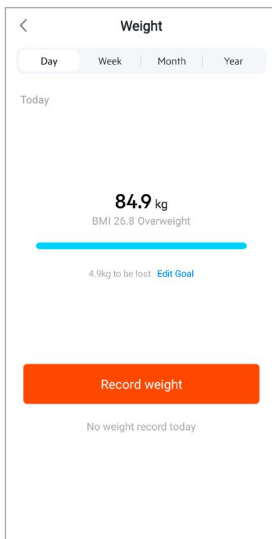 Weight
Day Week Month Year
Today
84.9 kg
BMI 26.8 Overweight
4.9kg to be lost Edit Goal
Record weight
No weight record today